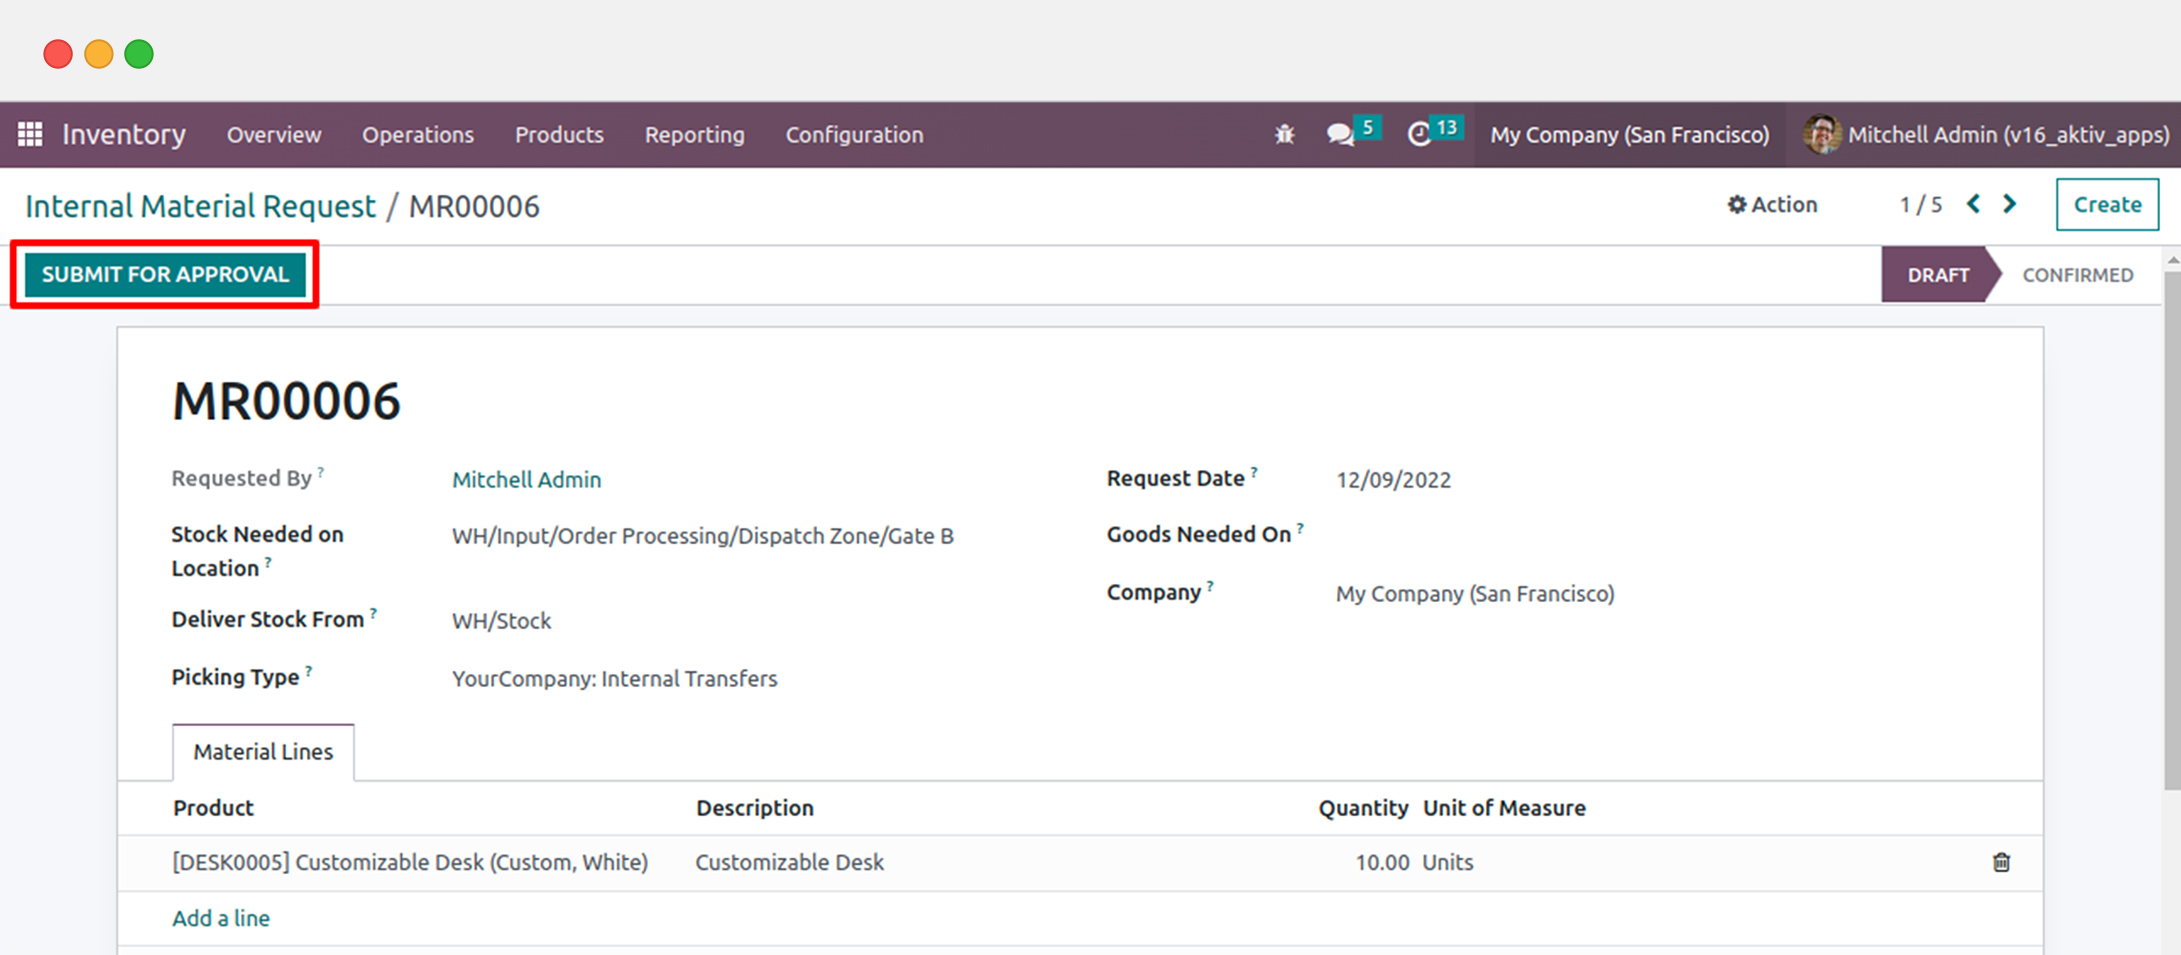 Inventory Overview Operations Products Reporting Configuration 5 13 My Company (San Francisco) Mitchell Admin (v16_aktiv_apps)
Internal Material Request / MR00006 Action 1 / 5 Create
SUBMIT FOR APPROVAL DRAFT CONFIRMED
MR00006
Requested By ? Mitchell Admin Request Date ? 12/09/2022
Stock Needed on Location ? WH/Input/Order Processing/Dispatch Zone/Gate B Goods Needed On ?
Company ? My Company (San Francisco)
Deliver Stock From ? WH/Stock
Picking Type ? YourCompany: Internal Transfers
Material Lines
Product Description Quantity Unit of Measure
[DESK0005] Customizable Desk (Custom, White) Customizable Desk 10.00 Units
Add a line